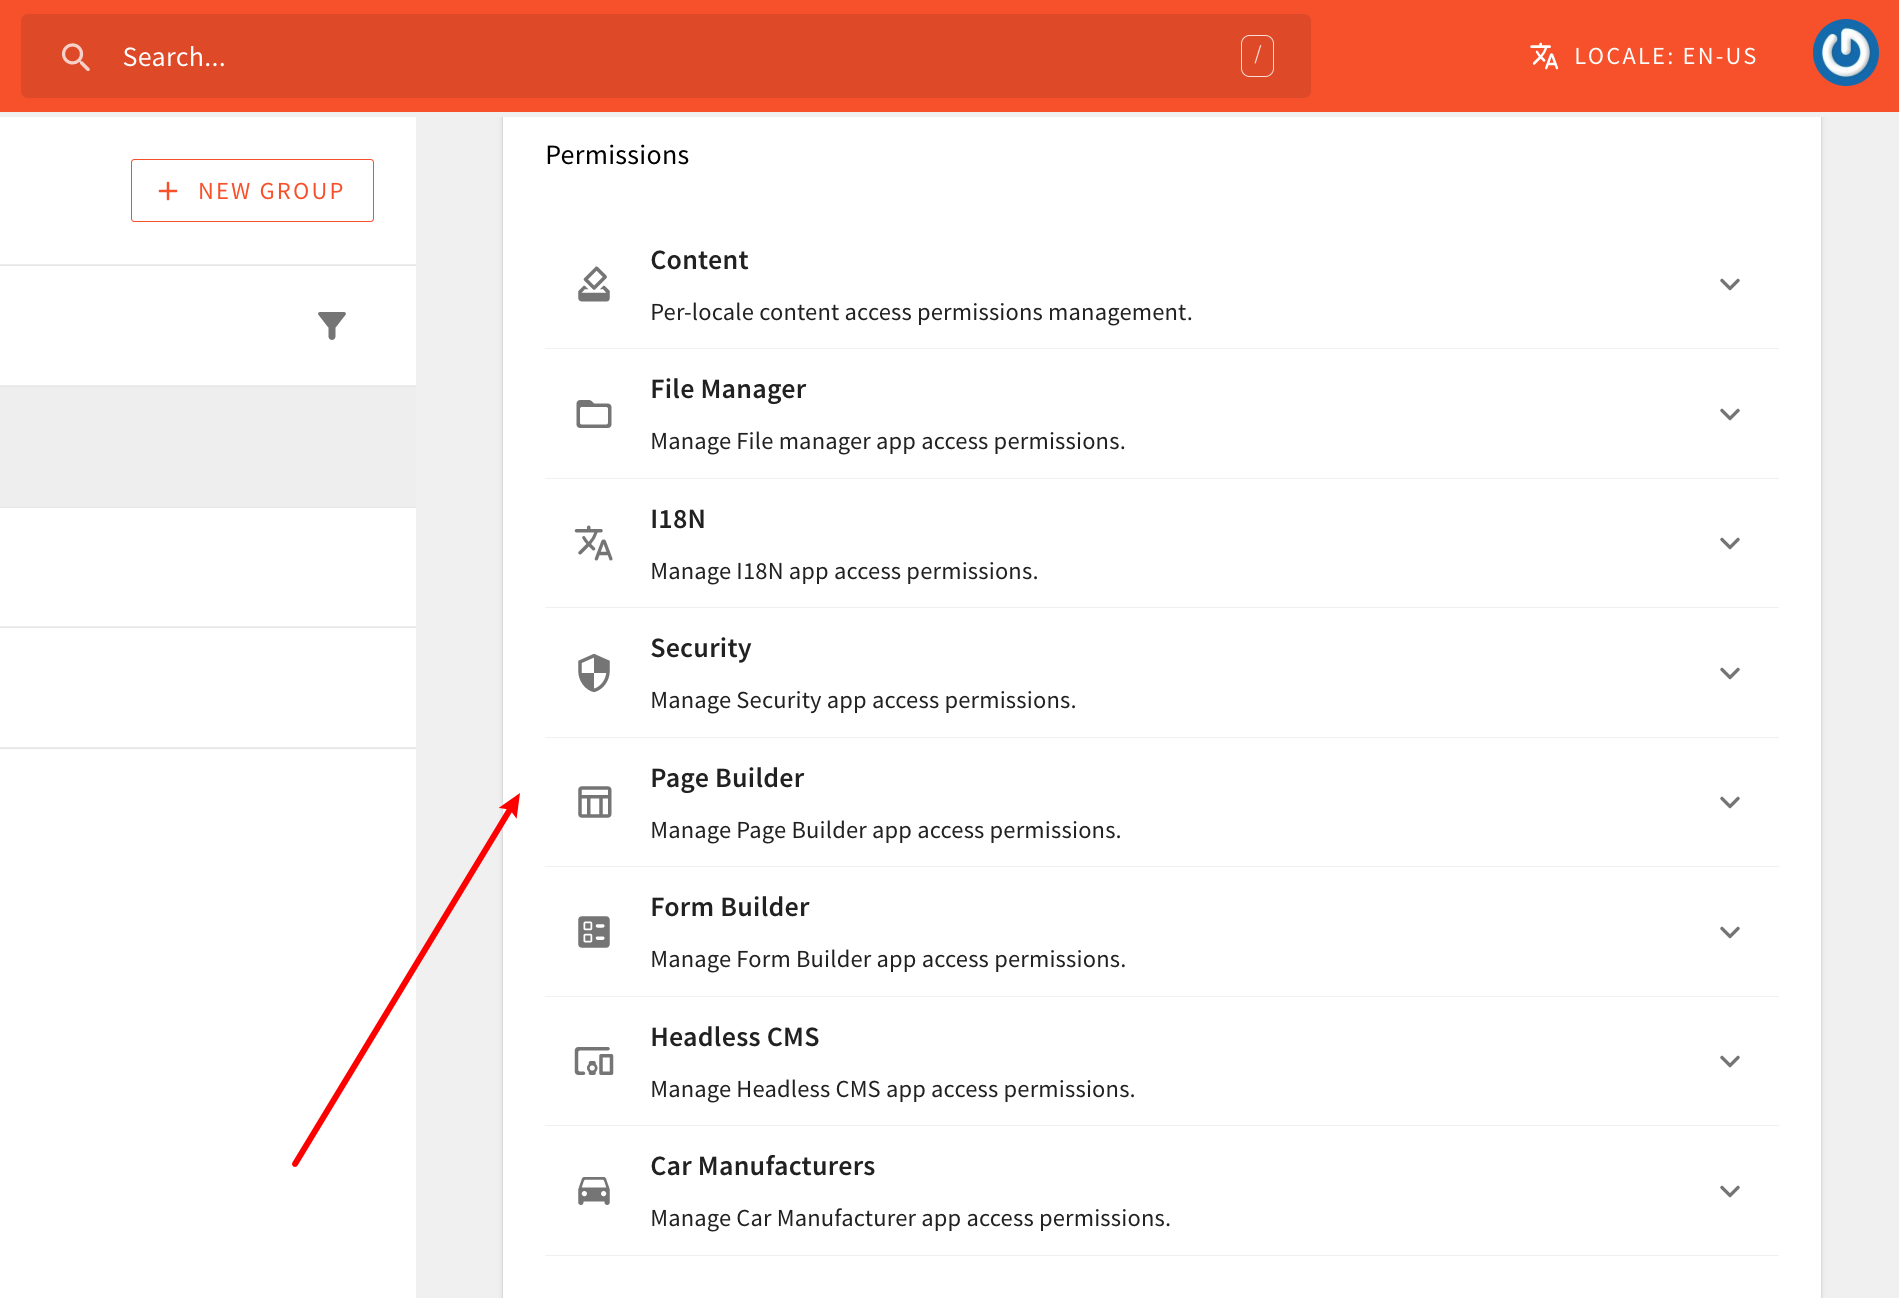 Search...
/
LOCALE: EN-US
NEW GROUP
Permissions
Content
Per-locale content access permissions management.
File Manager
Manage File manager app access permissions.
I18N
Manage I18N app access permissions.
Security
Manage Security app access permissions.
Page Builder
Manage Page Builder app access permissions.
Form Builder
Manage Form Builder app access permissions.
Headless CMS
Manage Headless CMS app access permissions.
Car Manufacturers
Manage Car Manufacturer app access permissions.